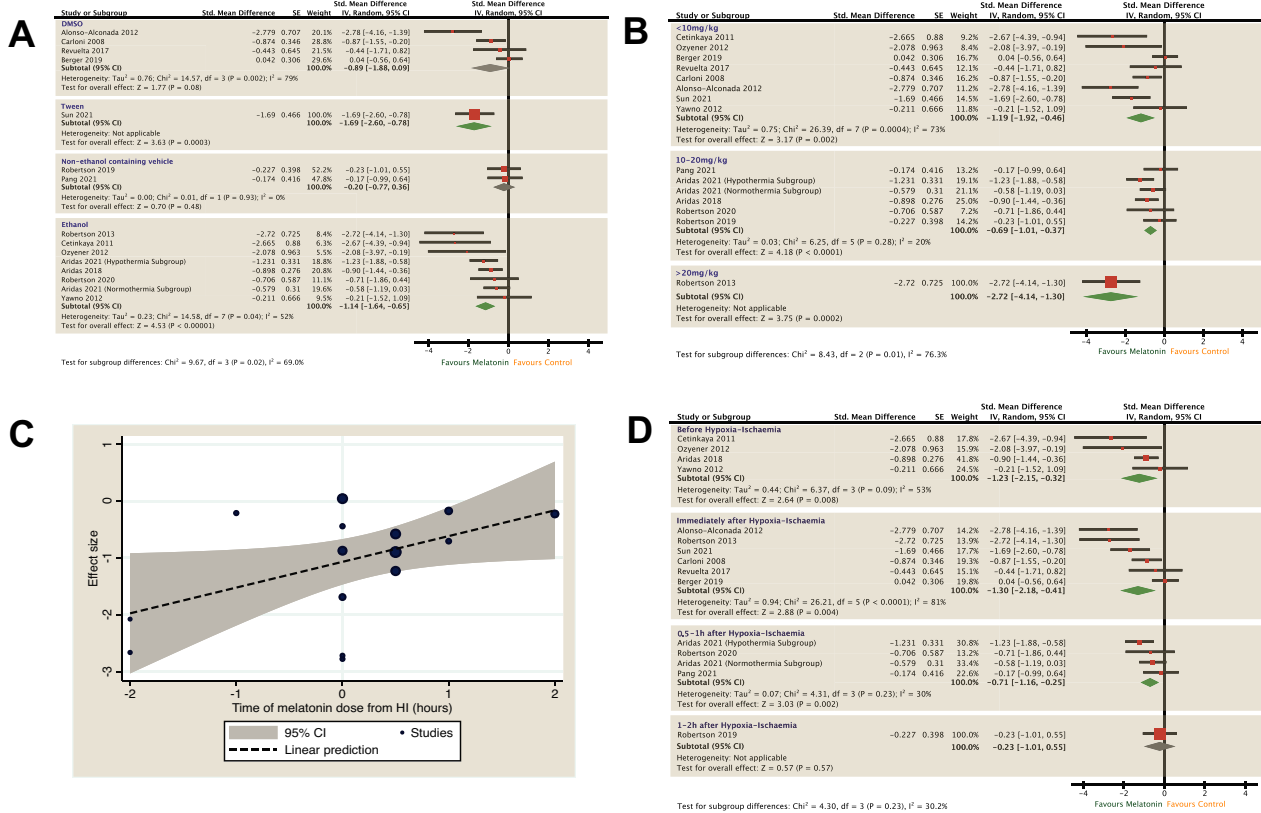 A
Std. Mean Difference Std. Mean Difference
Study or Subgroup Std. Mean Difference SE Weight IV, Random, 95% CI IV, Random, 95% CI
DMSO
Alonso-Alconada 2012 −2.779 0.707 20.1% −2.78 [−4.16, −1.39]
Carloni 2008 −0.874 0.346 28.8% −0.87 [−1.55, −0.20]
Revuelta 2017 −0.443 0.645 21.5% −0.44 [−1.71, 0.82]
Berger 2019 0.042 0.306 29.6% 0.04 [−0.56, 0.64]
Subtotal (95% CI) 100.0% −0.89 [−1.88, 0.09]
Heterogeneity: Tau² = 0.76; Chi² = 14.57, df = 3 (P = 0.002); I² = 79%
Test for overall effect: Z = 1.77 (P = 0.08)
Tween
Sun 2021 −1.69 0.466 100.0% −1.69 [−2.60, −0.78]
Subtotal (95% CI) 100.0% −1.69 [−2.60, −0.78]
Heterogeneity: Not applicable
Test for overall effect: Z = 3.63 (P = 0.0003)
Non-ethanol containing vehicle
Robertson 2019 −0.227 0.398 52.2% −0.23 [−1.01, 0.55]
Pang 2021 −0.174 0.416 47.8% −0.17 [−0.99, 0.64]
Subtotal (95% CI) 100.0% −0.20 [−0.77, 0.36]
Heterogeneity: Tau² = 0.00; Chi² = 0.01, df = 1 (P = 0.93); I² = 0%
Test for overall effect: Z = 0.70 (P = 0.48)
Ethanol
Robertson 2013 −2.72 0.725 8.4% −2.72 [−4.14, −1.30]
Cetinkaya 2011 −2.665 0.88 6.3% −2.67 [−4.39, −0.94]
Ozyener 2012 −2.078 0.963 5.5% −2.08 [−3.97, −0.19]
Aridas 2021 (Hypothermia Subgroup) −1.231 0.331 18.8% −1.23 [−1.88, −0.58]
Aridas 2018 −0.898 0.276 20.8% −0.90 [−1.44, −0.36]
Robertson 2020 −0.706 0.587 11.2% −0.71 [−1.86, 0.44]
Aridas 2021 (Normothermia Subgroup) −0.579 0.31 19.6% −0.58 [−1.19, 0.03]
Yawno 2012 −0.211 0.666 9.5% −0.21 [−1.52, 1.09]
Subtotal (95% CI) 100.0% −1.14 [−1.64, −0.65]
Heterogeneity: Tau² = 0.23; Chi² = 14.58, df = 7 (P = 0.04); I² = 52%
Test for overall effect: Z = 4.53 (P < 0.00001)
−4 −2 0 2 4
Favours Melatonin Favours Control
Test for subgroup differences: Chi² = 9.67, df = 3 (P = 0.02), I² = 69.0%
B
Std. Mean Difference Std. Mean Difference
Study or Subgroup Std. Mean Difference SE Weight IV, Random, 95% CI IV, Random, 95% CI
<10mg/kg
Cetinkaya 2011 −2.665 0.88 9.2% −2.67 [−4.39, −0.94]
Ozyener 2012 −2.078 0.963 8.4% −2.08 [−3.97, −0.19]
Berger 2019 0.042 0.306 16.7% 0.04 [−0.56, 0.64]
Revuelta 2017 −0.443 0.645 12.1% −0.44 [−1.71, 0.82]
Carloni 2008 −0.874 0.346 16.2% −0.87 [−1.55, −0.20]
Alonso-Alconada 2012 −2.779 0.707 11.2% −2.78 [−4.16, −1.39]
Sun 2021 −1.69 0.466 14.5% −1.69 [−2.60, −0.78]
Yawno 2012 −0.211 0.666 11.8% −0.21 [−1.52, 1.09]
Subtotal (95% CI) 100.0% −1.19 [−1.92, −0.46]
Heterogeneity: Tau² = 0.75; Chi² = 26.39, df = 7 (P = 0.0004); I² = 73%
Test for overall effect: Z = 3.17 (P = 0.002)
10-20mg/kg
Pang 2021 −0.174 0.416 13.3% −0.17 [−0.99, 0.64]
Aridas 2021 (Hypothermia Subgroup) −1.231 0.331 19.1% −1.23 [−1.88, −0.58]
Aridas 2021 (Normothermia Subgroup) −0.579 0.31 21.1% −0.58 [−1.19, 0.03]
Aridas 2018 −0.898 0.276 25.0% −0.90 [−1.44, −0.36]
Robertson 2020 −0.706 0.587 7.2% −0.71 [−1.86, 0.44]
Robertson 2019 −0.227 0.398 14.2% −0.23 [−1.01, 0.55]
Subtotal (95% CI) 100.0% −0.69 [−1.01, −0.37]
Heterogeneity: Tau² = 0.03; Chi² = 6.25, df = 5 (P = 0.28); I² = 20%
Test for overall effect: Z = 4.18 (P < 0.0001)
>20mg/kg
Robertson 2013 −2.72 0.725 100.0% −2.72 [−4.14, −1.30]
Subtotal (95% CI) 100.0% −2.72 [−4.14, −1.30]
Heterogeneity: Not applicable
Test for overall effect: Z = 3.75 (P = 0.0002)
−4 −2 0 2 4
Favours Melatonin Favours Control
Test for subgroup differences: Chi² = 8.43, df = 2 (P = 0.01), I² = 76.3%
C
Effect size
1
0
-1
-2
-3
-2 -1 0 1 2
Time of melatonin dose from HI (hours)
95% CI Studies
Linear prediction
D
Std. Mean Difference Std. Mean Difference
Study or Subgroup Std. Mean Difference SE Weight IV, Random, 95% CI IV, Random, 95% CI
Before Hypoxia-Ischaemia
Cetinkaya 2011 −2.665 0.88 17.8% −2.67 [−4.39, −0.94]
Ozyener 2012 −2.078 0.963 15.9% −2.08 [−3.97, −0.19]
Aridas 2018 −0.898 0.276 41.8% −0.90 [−1.44, −0.36]
Yawno 2012 −0.211 0.666 24.5% −0.21 [−1.52, 1.09]
Subtotal (95% CI) 100.0% −1.23 [−2.15, −0.32]
Heterogeneity: Tau² = 0.44; Chi² = 6.37, df = 3 (P = 0.09); I² = 53%
Test for overall effect: Z = 2.64 (P = 0.008)
Immediately after Hypoxia-Ischaemia
Alonso-Alconada 2012 −2.779 0.707 14.2% −2.78 [−4.16, −1.39]
Robertson 2013 −2.72 0.725 13.9% −2.72 [−4.14, −1.30]
Sun 2021 −1.69 0.466 17.7% −1.69 [−2.60, −0.78]
Carloni 2008 −0.874 0.346 19.3% −0.87 [−1.55, −0.20]
Revuelta 2017 −0.443 0.645 15.1% −0.44 [−1.71, 0.82]
Berger 2019 0.042 0.306 19.8% 0.04 [−0.56, 0.64]
Subtotal (95% CI) 100.0% −1.30 [−2.18, −0.41]
Heterogeneity: Tau² = 0.94; Chi² = 26.21, df = 5 (P < 0.0001); I² = 81%
Test for overall effect: Z = 2.88 (P = 0.004)
0.5-1h after Hypoxia-Ischaemia
Aridas 2021 (Hypothermia Subgroup) −1.231 0.331 30.8% −1.23 [−1.88, −0.58]
Robertson 2020 −0.706 0.587 13.2% −0.71 [−1.86, 0.44]
Aridas 2021 (Normothermia Subgroup) −0.579 0.31 33.4% −0.58 [−1.19, 0.03]
Pang 2021 −0.174 0.416 22.6% −0.17 [−0.99, 0.64]
Subtotal (95% CI) 100.0% −0.71 [−1.16, −0.25]
Heterogeneity: Tau² = 0.07; Chi² = 4.31, df = 3 (P = 0.23); I² = 30%
Test for overall effect: Z = 3.03 (P = 0.002)
1-2h after Hypoxia-Ischaemia
Robertson 2019 −0.227 0.398 100.0% −0.23 [−1.01, 0.55]
Subtotal (95% CI) 100.0% −0.23 [−1.01, 0.55]
Heterogeneity: Not applicable
Test for overall effect: Z = 0.57 (P = 0.57)
−4 −2 0 2 4
Favours Melatonin Favours Control
Test for subgroup differences: Chi² = 4.30, df = 3 (P = 0.23), I² = 30.2%